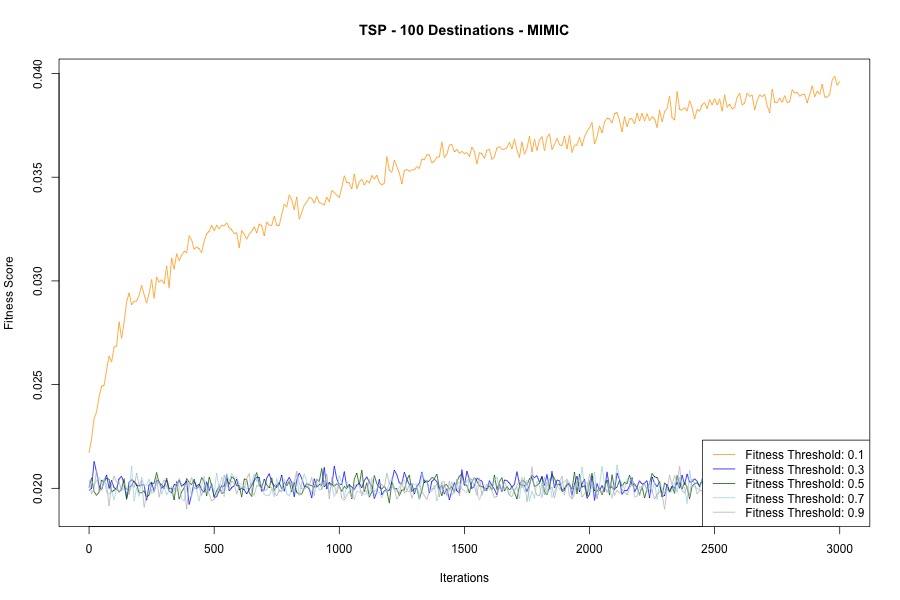 TSP - 100 Destinations - MIMIC
Fitness Score
0.040
0.035
0.030
0.025
0.020
Fitness Threshold: 0.1
Fitness Threshold: 0.3
Fitness Threshold: 0.5
Fitness Threshold: 0.7
Fitness Threshold: 0.9
0 500 1000 1500 2000 2500 3000
Iterations